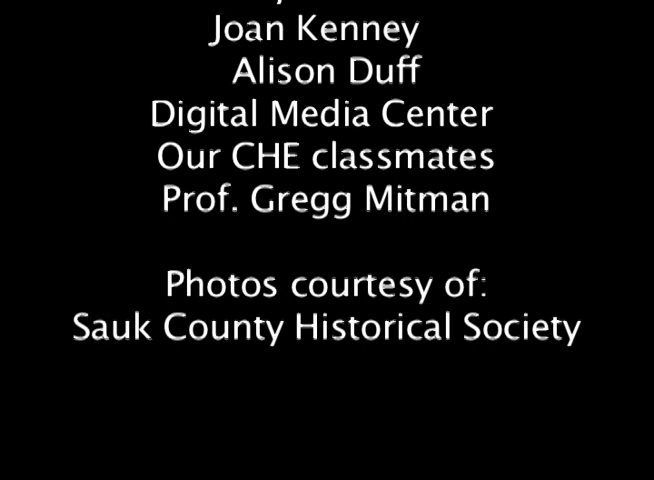 Joan Kenney
Alison Duff
Digital Media Center
Our CHE classmates
Prof. Gregg Mitman
Photos courtesy of:
Sauk County Historical Society